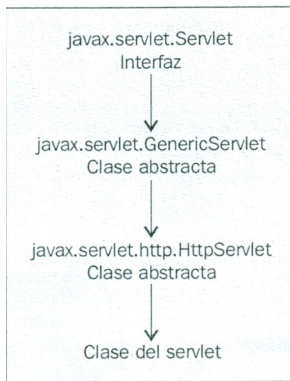 javax.servlet.Servlet
Interfaz
javax.servlet.GenericServlet
Clase abstracta
javax.servlet.http.HttpServlet
Clase abstracta
Clase del servlet